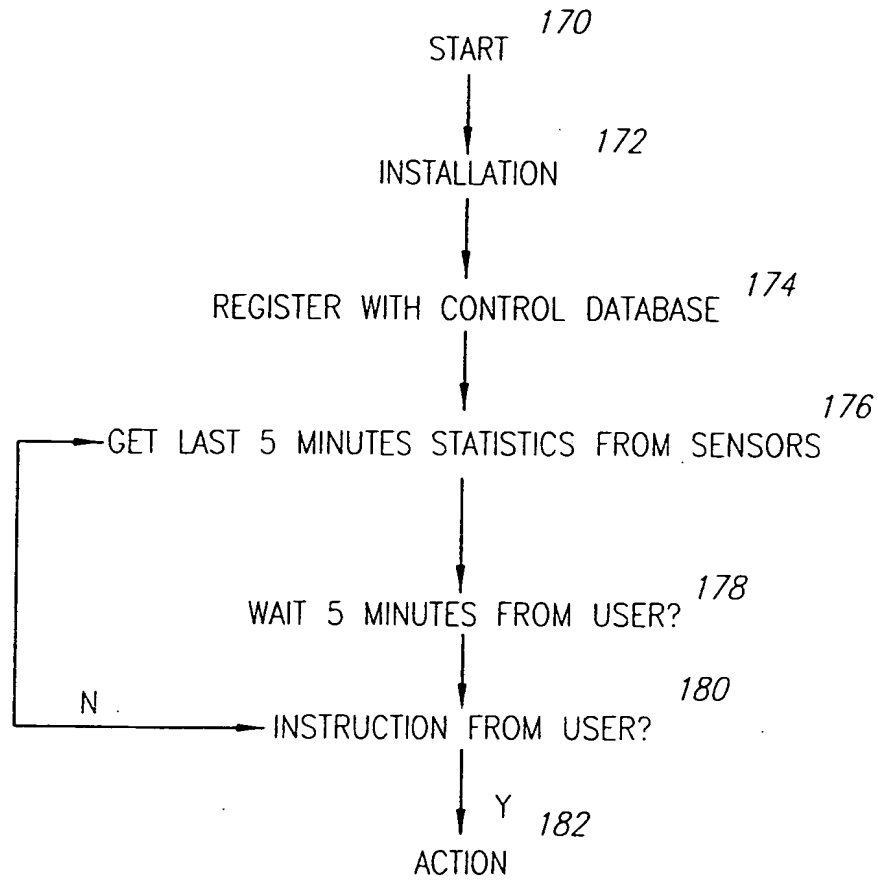 170
START
172
INSTALLATION
174
REGISTER WITH CONTROL DATABASE
176
GET LAST 5 MINUTES STATISTICS FROM SENSORS
178
WAIT 5 MINUTES FROM USER?
180
N
INSTRUCTION FROM USER?
Y
182
ACTION